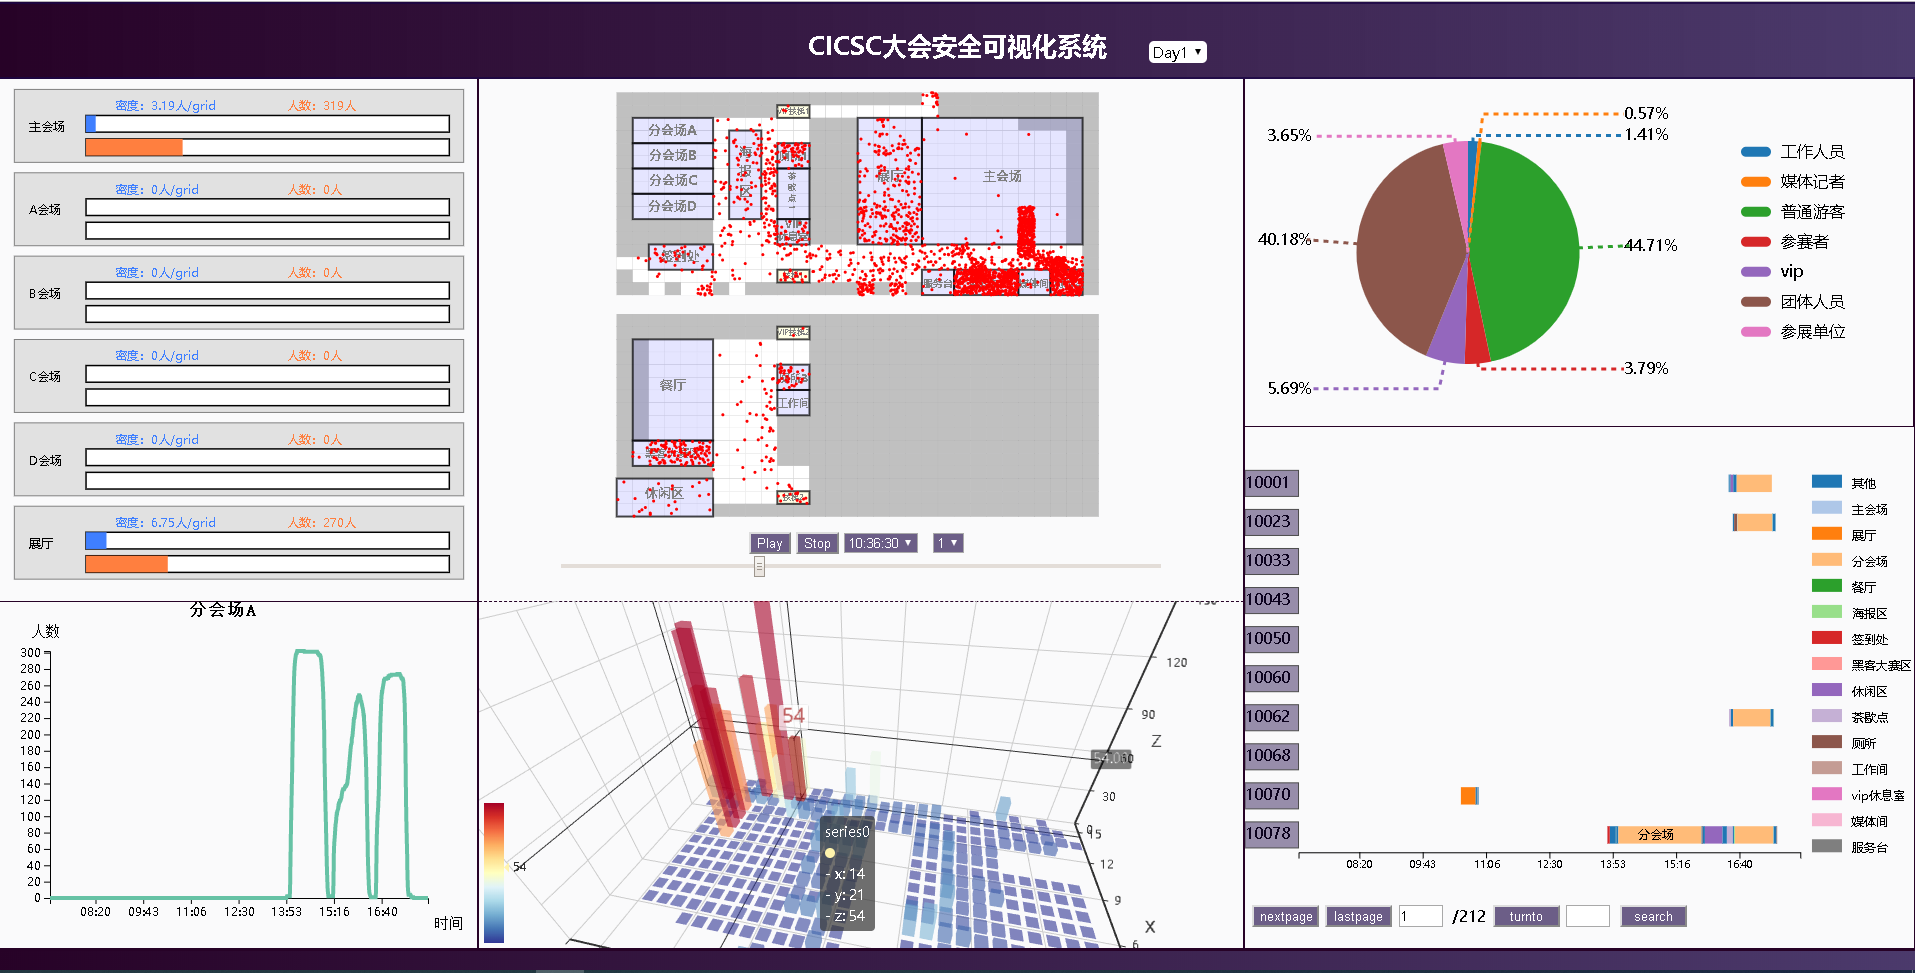 CICSC大会安全可视化系统
Day1
密度：3.19人/grid
人数：319人
主会场
密度：0人/grid
人数：0人
A会场
密度：0人/grid
人数：0人
B会场
密度：0人/grid
人数：0人
C会场
密度：0人/grid
人数：0人
D会场
密度：6.75人/grid
人数：270人
展厅
分会场A
人数
300
280
260
240
220
200
180
160
140
120
100
80
60
40
20
0
08:20
09:43
11:06
12:30
13:53
15:16
16:40
时间
分会场A
分会场B
分会场C
分会场D
海报区
茶歇点1
VIP
休息室
展厅
主会场
签到处
服务台
餐厅
工作间
休闲区
Play
Stop
10:36:30
1
120
90
Z
30
0
15
12
9
X
6
54
54
series0
- x: 14
- y: 21
- z: 54
0.57%
1.41%
3.65%
40.18%
44.71%
5.69%
3.79%
工作人员
媒体记者
普通游客
参赛者
vip
团体人员
参展单位
10001
10023
10033
10043
10050
10060
10062
10068
10070
10078
分会场
08:20
09:43
11:06
12:30
13:53
15:16
16:40
其他
主会场
展厅
分会场
餐厅
海报区
签到处
黑客大赛区
休闲区
茶歇点
厕所
工作间
vip休息室
媒体间
服务台
nextpage
lastpage
1
/212
turnto
search